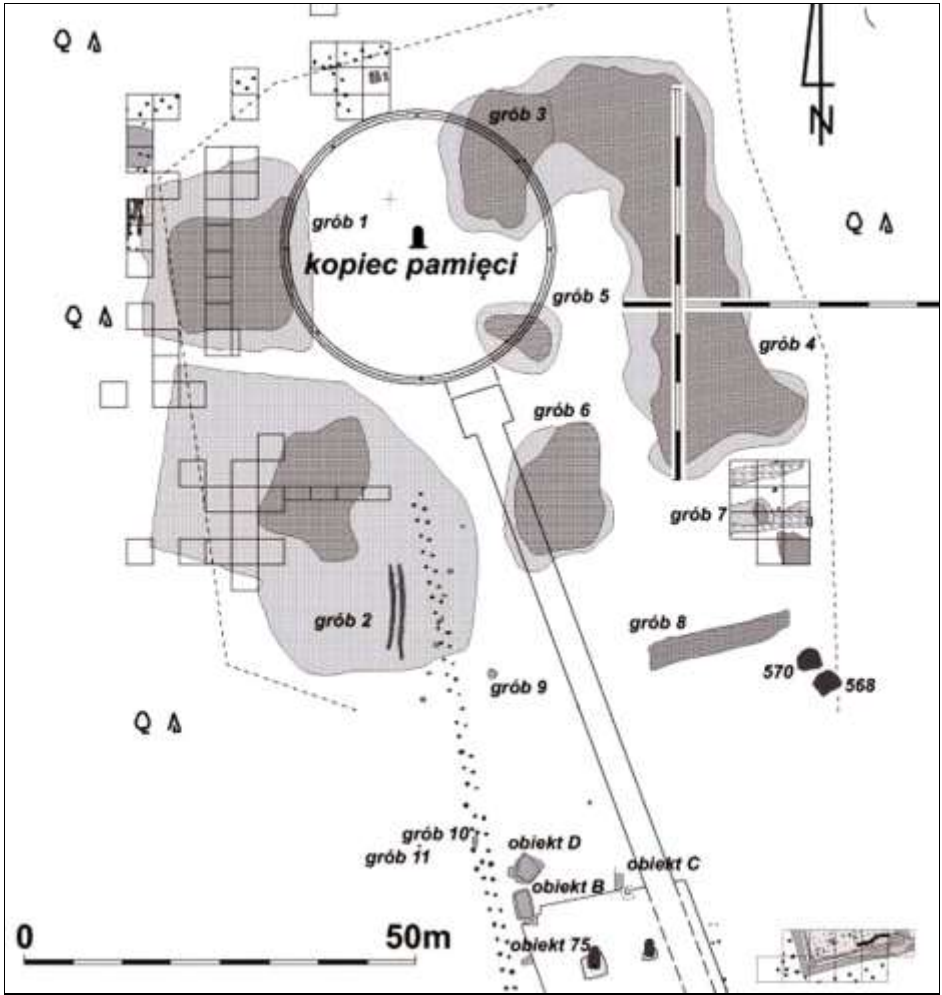 N
grób 3
grób 1
kopiec pamięci
grób 5
grób 4
grób 6
grób 7
grób 2
grób 8
570
568
grób 9
grób 10
grób 11
obiekt D
obiekt C
obiekt B
obiekt 75
0 50m